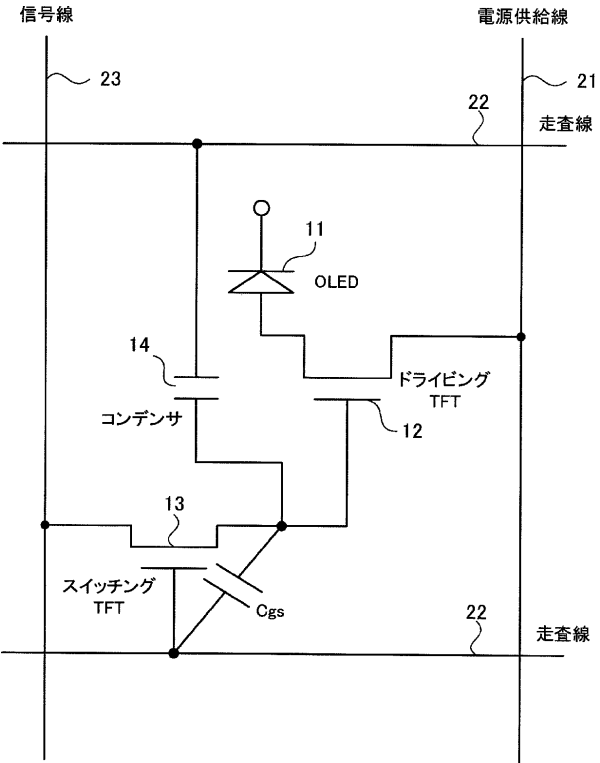 信号線
電源供給線
23
21
22
走査線
11
OLED
14
コンデンサ
ドライビング
TFT
12
13
スイッチング
TFT
Cgs
22
走査線